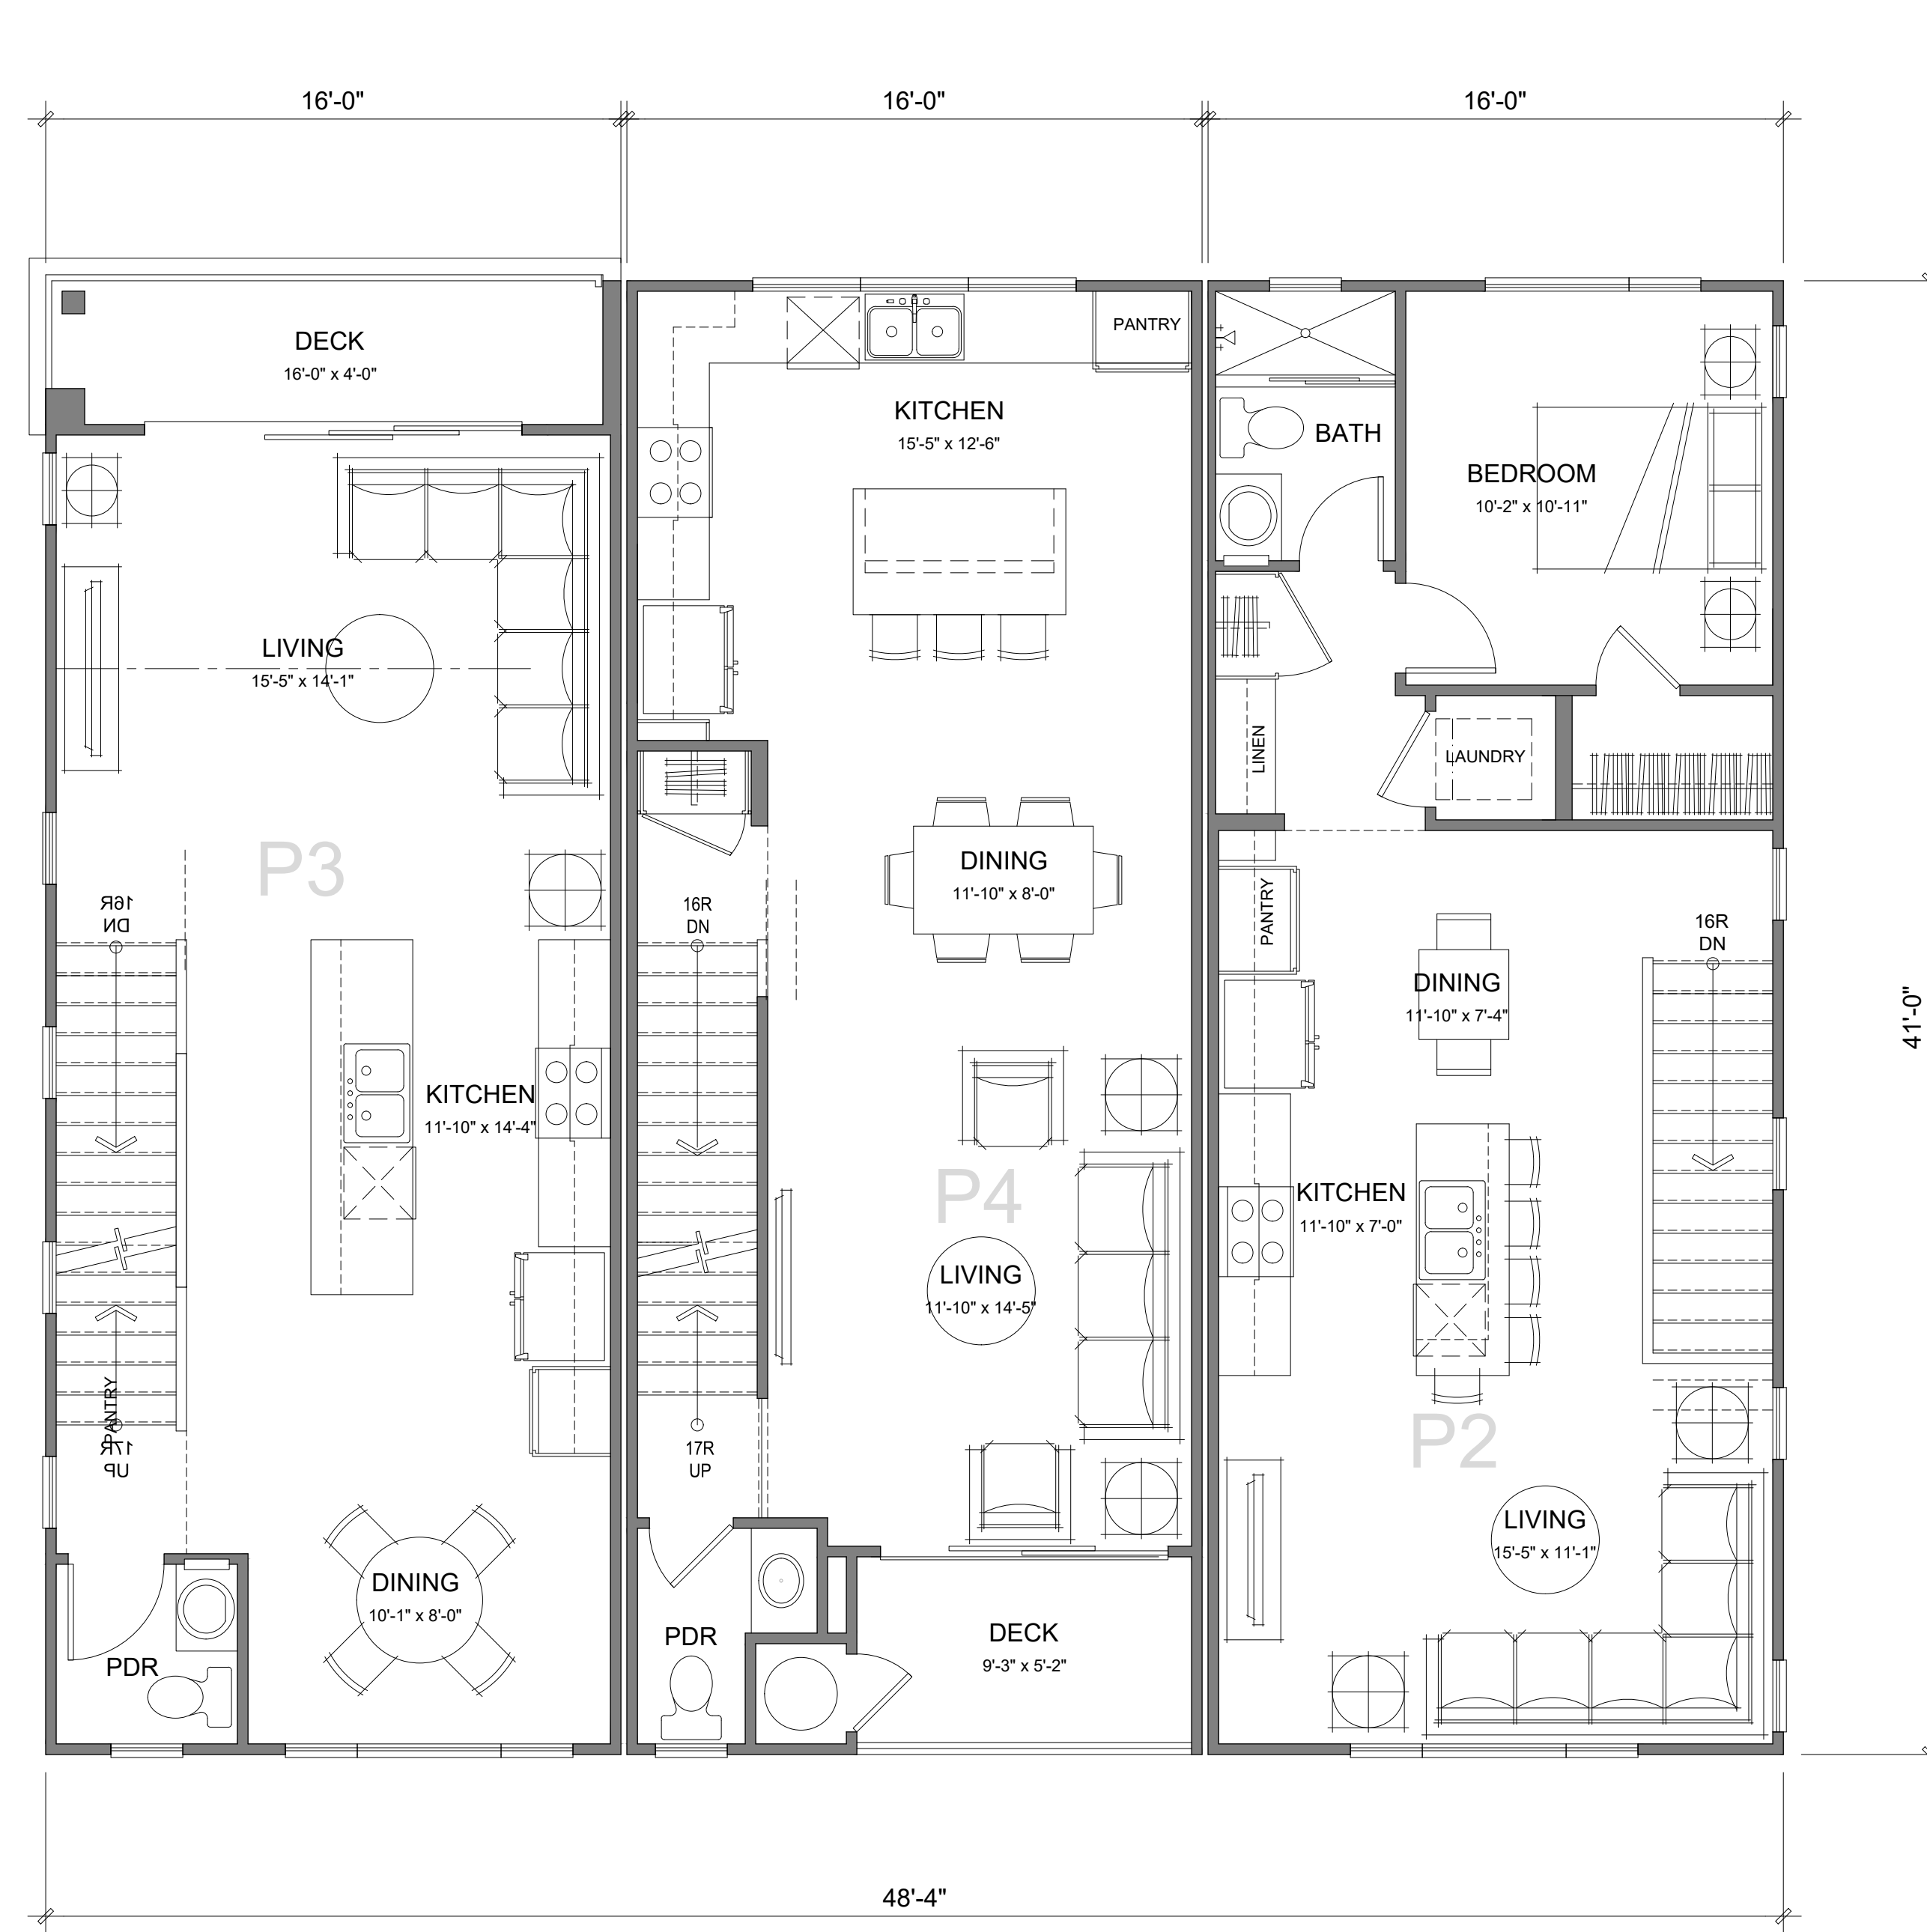 16'-0" 16'-0" 16'-0"
DECK
16'-0" x 4'-0"
LIVING
15'-5" x 14'-1"
P3
16R
DN
KITCHEN
11'-10" x 14'-4"
PANTRY
17R
UP
DINING
10'-1" x 8'-0"
PDR
PANTRY
KITCHEN
15'-5" x 12'-6"
DINING
11'-10" x 8'-0"
16R
DN
P4
LIVING
11'-10" x 14'-5"
17R
UP
PDR
DECK
9'-3" x 5'-2"
BATH
BEDROOM
10'-2" x 10'-11"
LINEN
LAUNDRY
PANTRY
16R
DN
DINING
11'-10" x 7'-4"
KITCHEN
11'-10" x 7'-0"
P2
LIVING
15'-5" x 11'-1"
41'-0"
48'-4"